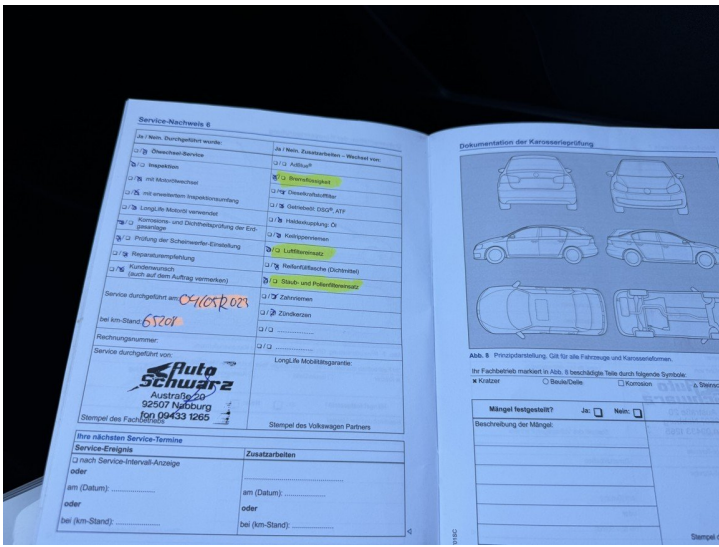 Service-Nachweis 6
Ja / Nein. Durchgeführt wurde:
Ölwechsel-Service
Inspektion
mit Motorölwechsel
mit erweitertem Inspektionsumfang
LongLife Motoröl verwendet
Korrosions- und Dichtheitsprüfung der Erd-
gasanlage
Prüfung der Scheinwerfer-Einstellung
Reparaturempfehlung
Kundenwunsch
(auch auf dem Auftrag vermerken)
Service durchgeführt am: 04/05/2023
bei km-Stand: 65208
Rechnungsnummer:
Service durchgeführt von:
Auto
Schwarz
Austraße 20
92507 Nabburg
fon 09433 1265
Stempel des Fachbetriebs
Ja / Nein. Zusatzarbeiten – Wechsel von:
AdBlue®
Bremsflüssigkeit
Dieselkraftstofffilter
Getriebeöl: DSG®, ATF
Haldexkupplung: Öl
Keilrippenriemen
Luftfiltereinsatz
Reifenfüllflasche (Dichtmittel)
Staub- und Pollenfiltereinsatz
Zahnriemen
Zündkerzen
LongLife Mobilitätsgarantie:
Stempel des Volkswagen Partners
Ihre nächsten Service-Termine
Service-Ereignis
nach Service-Intervall-Anzeige
oder
am (Datum):
oder
bei (km-Stand):
Zusatzarbeiten
am (Datum):
oder
bei (km-Stand):
Dokumentation der Karosserieprüfung
Abb. 8 Prinzipdarstellung. Gilt für alle Fahrzeuge und Karosserieformen.
Ihr Fachbetrieb markiert in Abb. 8 beschädigte Teile durch folgende Symbole:
x Kratzer
Beule/Delle
Korrosion
Mängel festgestellt? Ja: Nein:
Beschreibung der Mängel: